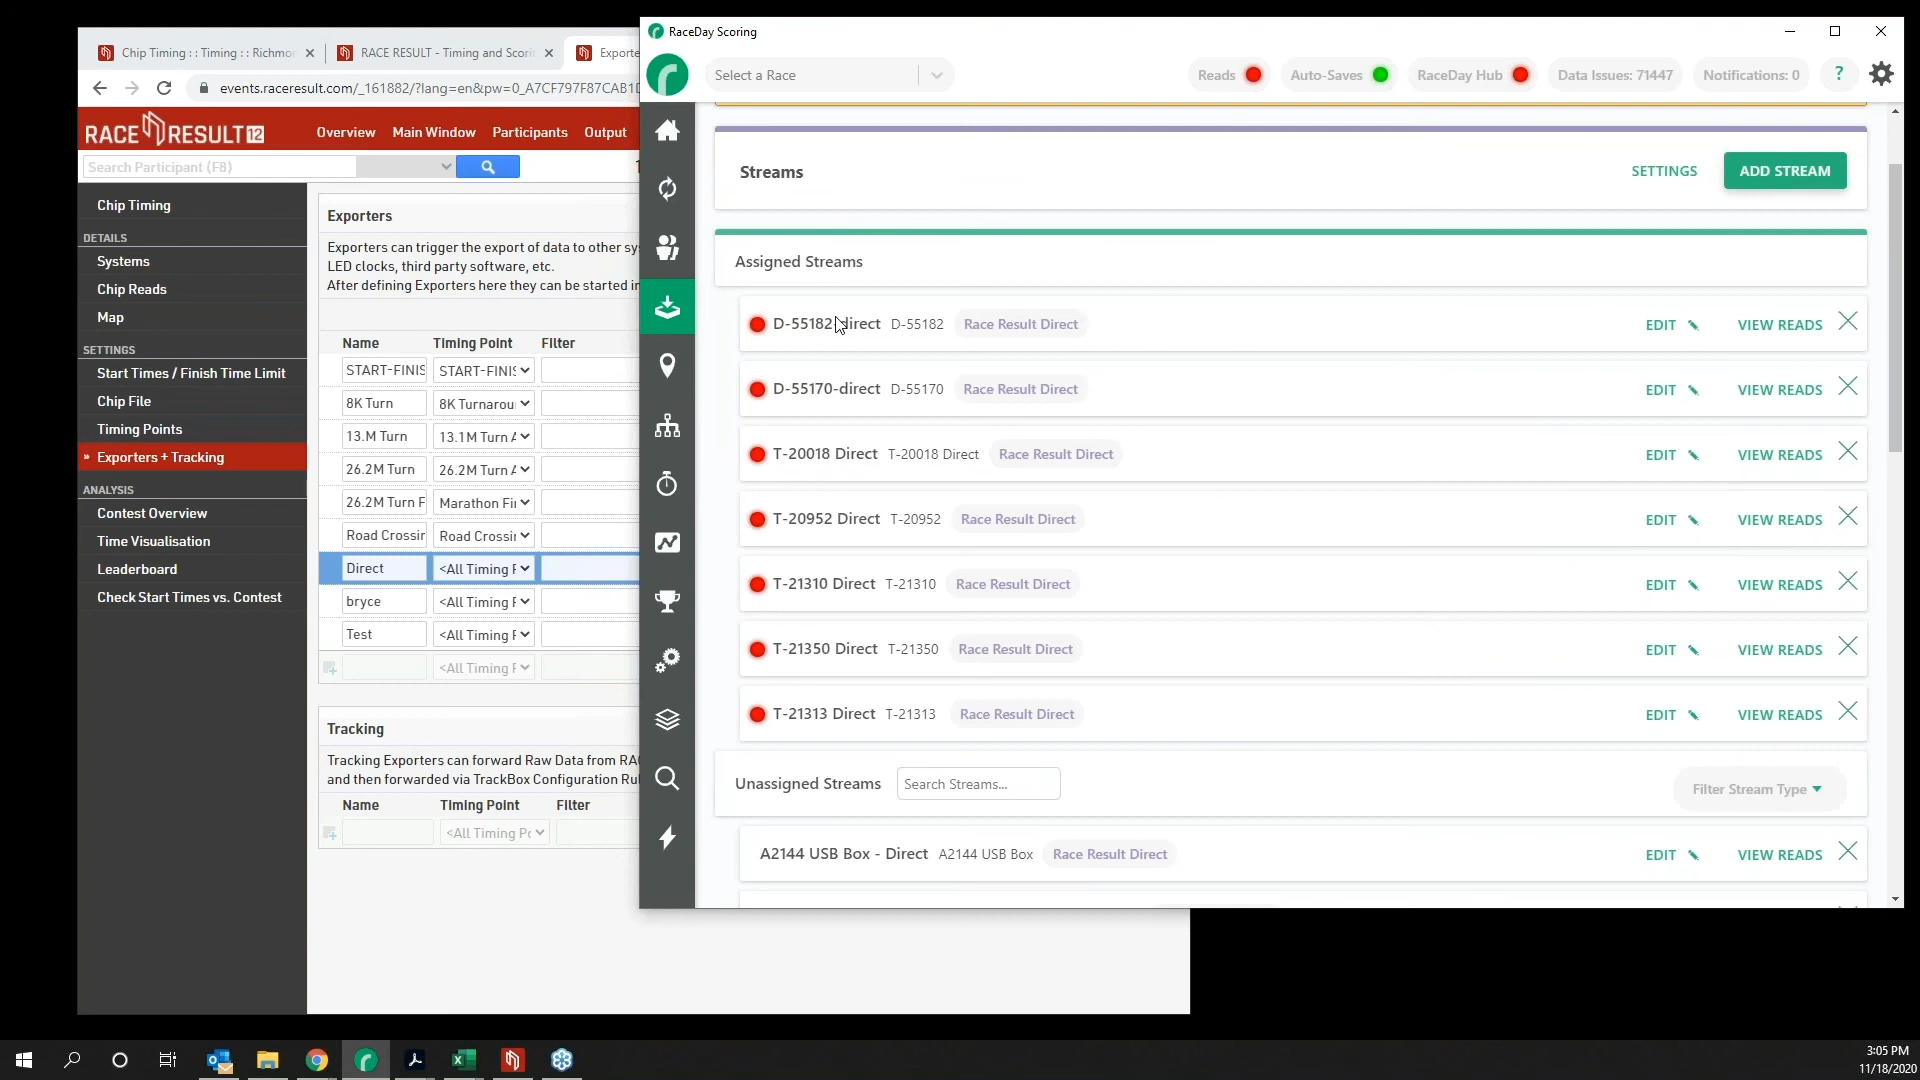 Chip Timing : : Timing : : Richmo
RACE RESULT - Timing and Scori
Exporte
events.raceresult.com/_161882/?lang=en&pw=0_A7CF797F87CAB1D
RACE RESULT 12
Overview
Main Window
Participants
Output
Search Participant (F8)
Chip Timing
DETAILS
Systems
Chip Reads
Map
SETTINGS
Start Times / Finish Time Limit
Chip File
Timing Points
» Exporters + Tracking
ANALYSIS
Contest Overview
Time Visualisation
Leaderboard
Check Start Times vs. Contest
Exporters
Exporters can trigger the export of data to other sy
LED clocks, third party software, etc.
After defining Exporters here they can be started in
Name Timing Point Filter
START-FINIS START-FINIS
8K Turn 8K Turnarou
13.M Turn 13.1M Turn A
26.2M Turn 26.2M Turn A
26.2M Turn F Marathon Fin
Road Crossir Road Crossi
Direct <All Timing F
bryce <All Timing F
Test <All Timing F
<All Timing F
Tracking
Tracking Exporters can forward Raw Data from RA
and then forwarded via TrackBox Configuration Ru
Name Timing Point Filter
<All Timing Po
RaceDay Scoring
Select a Race
Reads
Auto-Saves
RaceDay Hub
Data Issues: 71447
Notifications: 0
?
Streams
SETTINGS
ADD STREAM
Assigned Streams
D-55182-direct D-55182 Race Result Direct EDIT VIEW READS
D-55170-direct D-55170 Race Result Direct EDIT VIEW READS
T-20018 Direct T-20018 Direct Race Result Direct EDIT VIEW READS
T-20952 Direct T-20952 Race Result Direct EDIT VIEW READS
T-21310 Direct T-21310 Race Result Direct EDIT VIEW READS
T-21350 Direct T-21350 Race Result Direct EDIT VIEW READS
T-21313 Direct T-21313 Race Result Direct EDIT VIEW READS
Unassigned Streams
Search Streams...
Filter Stream Type
A2144 USB Box - Direct A2144 USB Box Race Result Direct EDIT VIEW READS
3:05 PM
11/18/2020